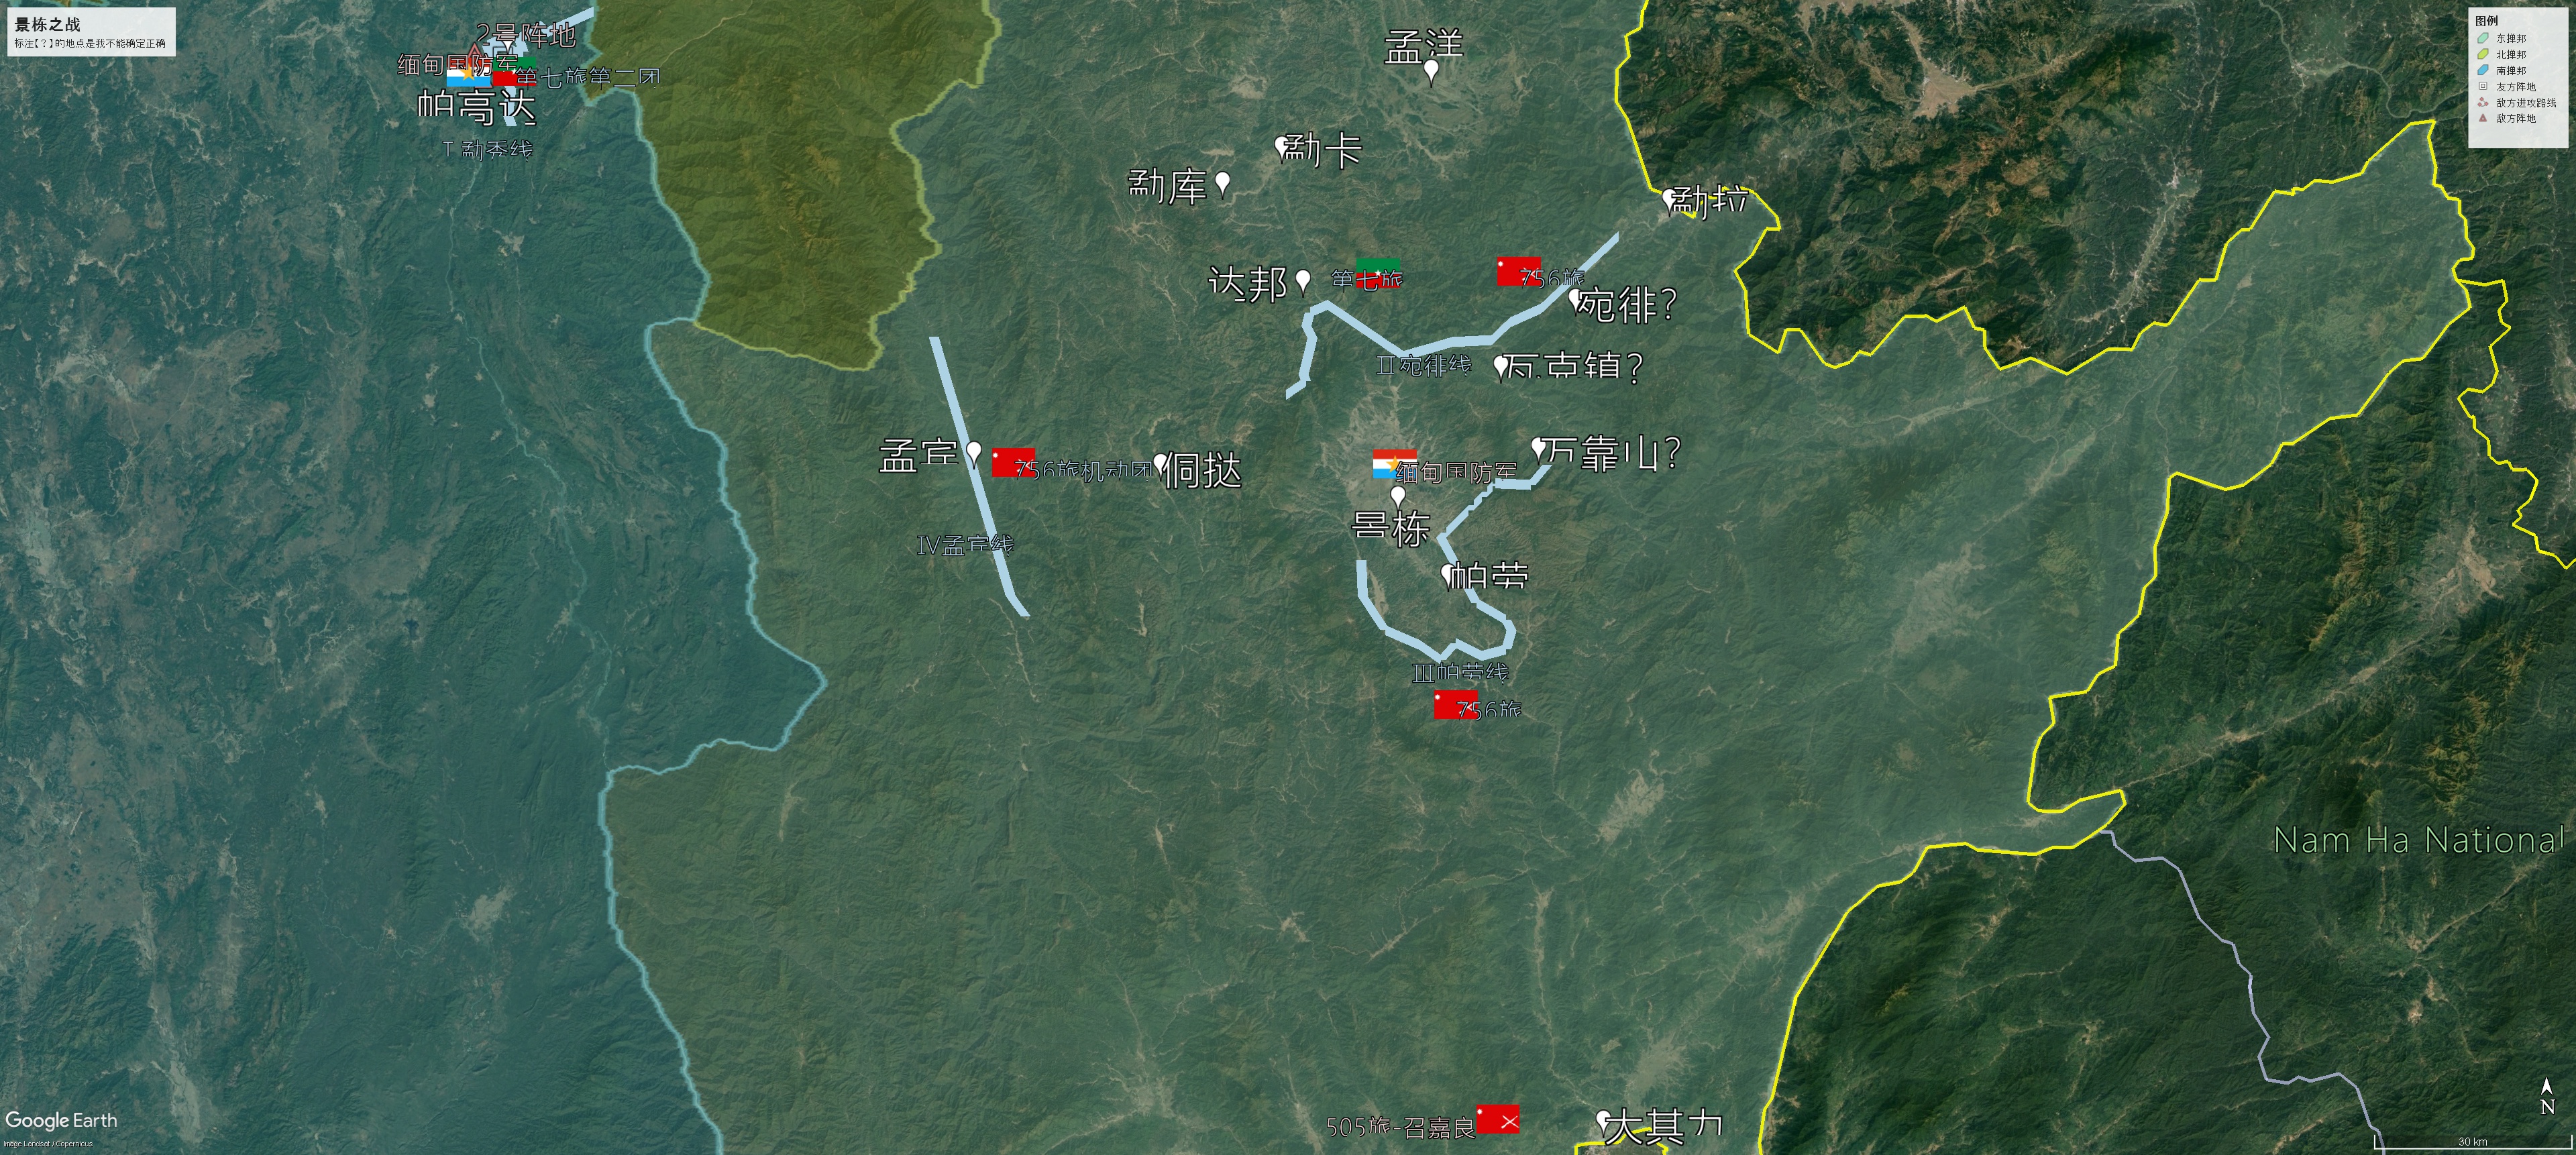 景栋之战
标注【?】的地点是我不能确定正确
图例
东掸邦
北掸邦
南掸邦
友方阵地
敌方进攻路线
敌方阵地
2号阵地
缅甸国防军
第七旅第二团
帕高达
I 勐秀线
孟洋
勐卡
勐库
勐拉
达邦
第七旅
756旅
宛徘?
II宛徘线
瓦克镇?
孟宾
756旅机动团
侗挞
万靠山?
缅甸国防军
景栋
IV孟宾线
帕劳
III帕劳线
756旅
Nam Ha National
505旅-召嘉良
大其力
Google Earth
Image Landsat / Copernicus
N
30 km